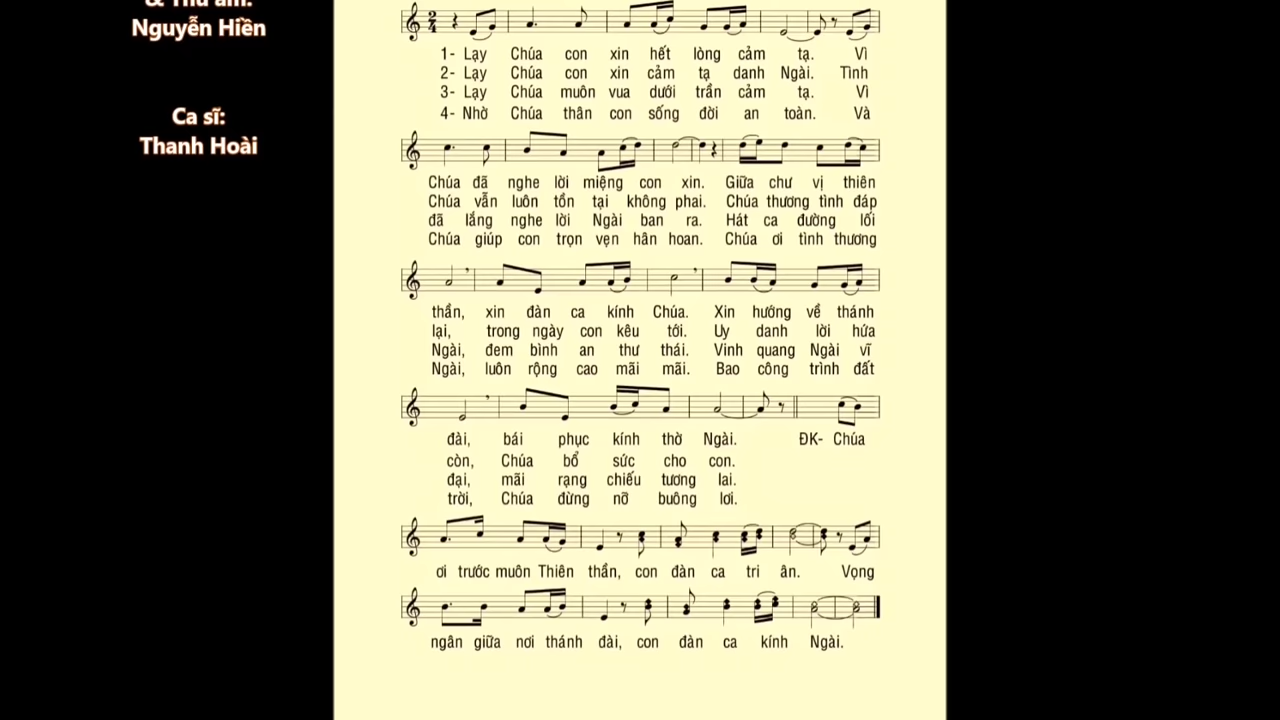 & Thu âm:
Nguyễn Hiền
Ca sĩ:
Thanh Hoài
2
4
1- Lạy Chúa con xin hết lòng cảm tạ. Vì
2- Lạy Chúa con xin cảm tạ danh Ngài. Tình
3- Lạy Chúa muôn vua dưới trần cảm tạ. Vì
4- Nhờ Chúa thân con sống đời an toàn. Và
Chúa đã nghe lời miệng con xin. Giữa chư vị thiên
Chúa vẫn luôn tồn tại không phai. Chúa thương tình đáp
đã lắng nghe lời Ngài ban ra. Hát ca đường lối
Chúa giúp con trọn vẹn hân hoan. Chúa ơi tình thương
thần, xin đàn ca kính Chúa. Xin hướng về thánh
lại, trong ngày con kêu tới. Uy danh lời hứa
Ngài, đem bình an thư thái. Vinh quang Ngài vĩ
Ngài, luôn rộng cao mãi mãi. Bao công trình đất
đài, bái phục kính thờ Ngài. ĐK- Chúa
còn, Chúa bổ sức cho con.
đại, mãi rạng chiếu tương lai.
trời, Chúa đừng nỡ buông lơi.
ơi trước muôn Thiên thần, con đàn ca tri ân. Vọng
ngân giữa nơi thánh đài, con đàn ca kính Ngài.